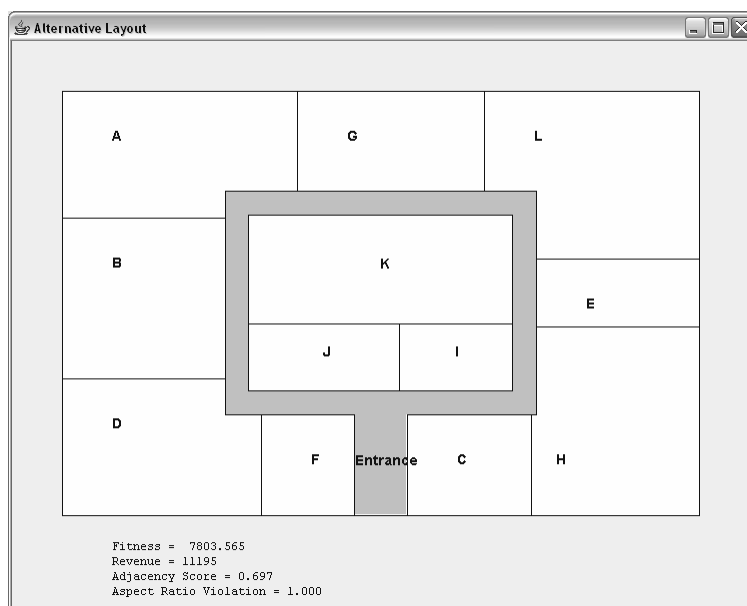 Alternative Layout
A
G
L
B
K
E
J
I
D
F
Entrance
C
H
Fitness =  7803.565
Revenue = 11195
Adjacency Score = 0.697
Aspect Ratio Violation = 1.000